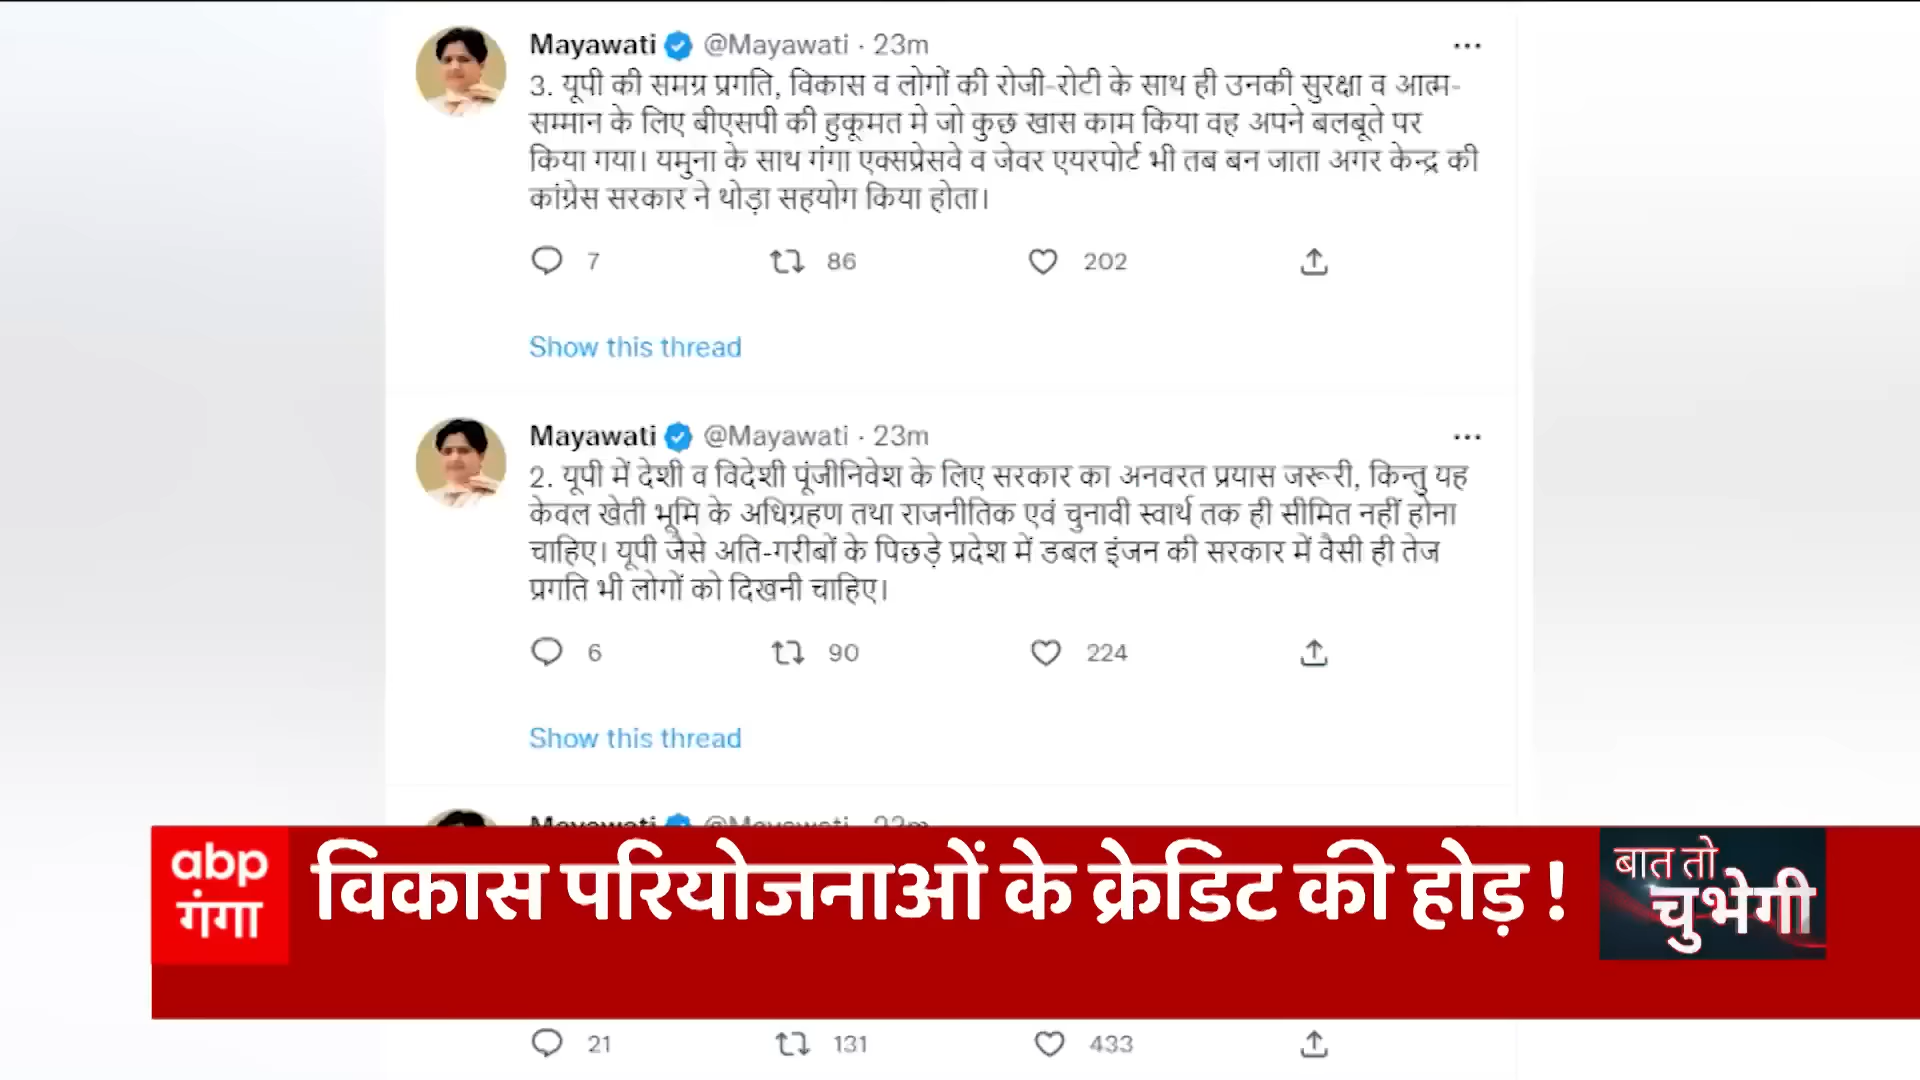 Mayawati @Mayawati · 23m
3. यूपी की समग्र प्रगति, विकास व लोगों की रोजी-रोटी के साथ ही उनकी सुरक्षा व आत्म-
सम्मान के लिए बीएसपी की हुकूमत मे जो कुछ खास काम किया वह अपने बलबूते पर
किया गया। यमुना के साथ गंगा एक्सप्रेसवे व जेवर एयरपोर्ट भी तब बन जाता अगर केन्द्र की
कांग्रेस सरकार ने थोड़ा सहयोग किया होता।
7 86 202
Show this thread
Mayawati @Mayawati · 23m
2. यूपी में देशी व विदेशी पूंजीनिवेश के लिए सरकार का अनवरत प्रयास जरूरी, किन्तु यह
केवल खेती भूमि के अधिग्रहण तथा राजनीतिक एवं चुनावी स्वार्थ तक ही सीमित नहीं होना
चाहिए। यूपी जैसे अति-गरीबों के पिछड़े प्रदेश में डबल इंजन की सरकार में वैसी ही तेज
प्रगति भी लोगों को दिखनी चाहिए।
6 90 224
Show this thread
Mayawati @Mayawati 23m
abp
गंगा
विकास परियोजनाओं के क्रेडिट की होड़ !
बात तो
चुभेगी
21 131 433